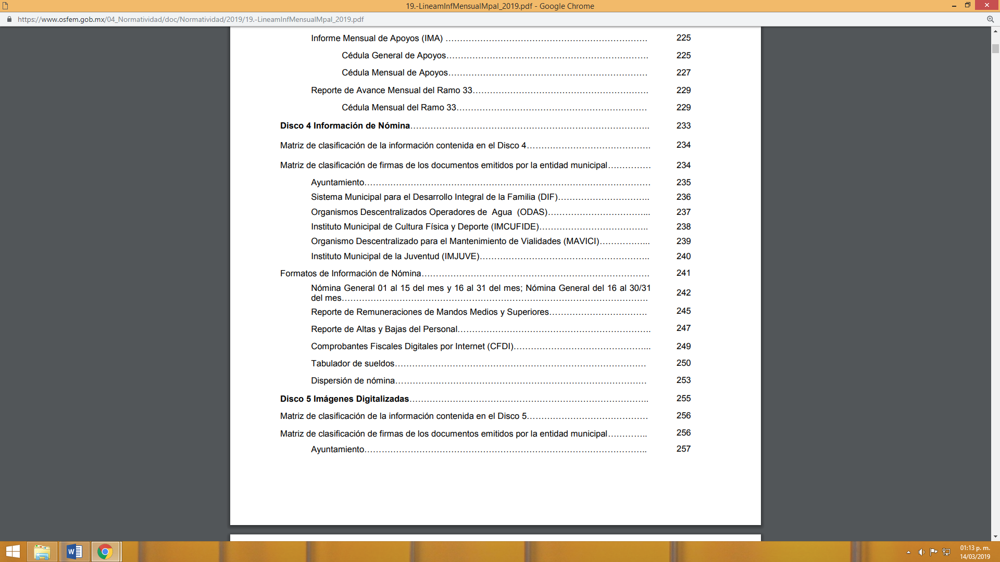 19.-LineamInfMensualMpal_2019.pdf - Google Chrome
https://www.osfem.gob.mx/04_Normatividad/doc/Normatividad/2019/19.-LineamInfMensualMpal_2019.pdf
Informe Mensual de Apoyos (IMA) ……………………………………………………………. 225
Cédula General de Apoyos……………………………………………………………. 225
Cédula Mensual de Apoyos…………………………………………………………… 227
Reporte de Avance Mensual del Ramo 33……………………………………………………. 229
Cédula Mensual del Ramo 33………………………………………………………… 229
Disco 4 Información de Nómina……………………………………………………………………….. 233
Matriz de clasificación de la información contenida en el Disco 4……………………………………. 234
Matriz de clasificación de firmas de los documentos emitidos por la entidad municipal…………… 234
Ayuntamiento……………………………………………………………………………………… 235
Sistema Municipal para el Desarrollo Integral de la Familia (DIF)………………………….. 236
Organismos Descentralizados Operadores de  Agua  (ODAS)……………………………... 237
Instituto Municipal de Cultura Física y Deporte (IMCUFIDE)……………………………….. 238
Organismo Descentralizado para el Mantenimiento de Vialidades (MAVICI)……………... 239
Instituto Municipal de la Juventud (IMJUVE)………………………………………………….. 240
Formatos de Información de Nómina……………………………………………………………………. 241
Nómina General 01 al 15 del mes y 16 al 31 del mes; Nómina General del 16 al 30/31
del mes……………………………………………………………………………………………. 242
Reporte de Remuneraciones de Mandos Medios y Superiores……………………………. 245
Reporte de Altas y Bajas del Personal………………………………………………………….. 247
Comprobantes Fiscales Digitales por Internet (CFDI)………………………………………... 249
Tabulador de sueldos…………………………………………………………………………… 250
Dispersión de nómina…………………………………………………………………………… 253
Disco 5 Imágenes Digitalizadas……………………………………………………………………….. 255
Matriz de clasificación de la información contenida en el Disco 5…………………………………… 256
Matriz de clasificación de firmas de los documentos emitidos por la entidad municipal………….. 256
Ayuntamiento…………………………………………………………………………………….. 257
01:13 p. m.
14/03/2019